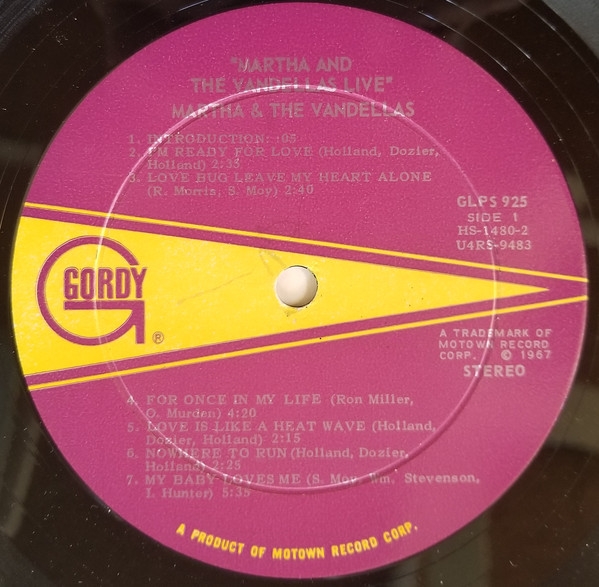 "MARTHA AND
THE VANDELLAS LIVE"
MARTHA & THE VANDELLAS
1. INTRODUCTION: :05
2. I'M READY FOR LOVE (Holland, Dozier,
Holland) 2:35
3. LOVE BUG LEAVE MY HEART ALONE
(R. Morris, S. Moy) 2:40
GLPS 925
SIDE 1
HS-1480-2
U4RS-9483
GORDY
®
A TRADEMARK OF
MOTOWN RECORD
CORP. © 1967
STEREO
4. FOR ONCE IN MY LIFE (Ron Miller,
O. Murden) 4:20
5. LOVE IS LIKE A HEAT WAVE (Holland,
Dozier, Holland) 2:15
6. NOWHERE TO RUN (Holland, Dozier,
Holland) 2:25
7. MY BABY LOVES ME (S. Moy, Wm. Stevenson,
I. Hunter) 5:35
A PRODUCT OF MOTOWN RECORD CORP.